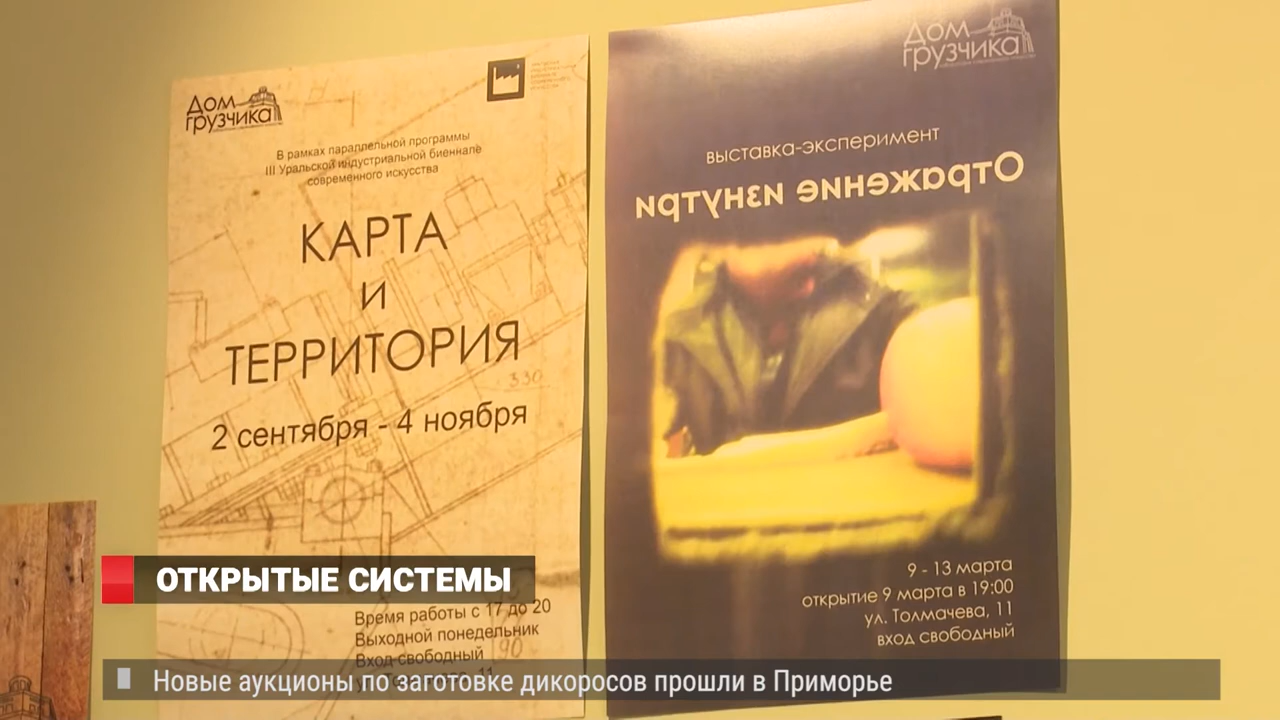 Дом
грузчика
В рамках параллельной программы
III Уральской индустриальной биеннале
современного искусства
КАРТА
и
ТЕРРИТОРИЯ
330
2 сентября - 4 ноября
Время работы с 17 до 20
Выходной понедельник
90
Вход свободный
Дом
грузчика
выставка-эксперимент
Отражение изнутри
9 - 13 марта
открытие 9 марта в 19:00
ул. Толмачева, 11
вход свободный
ОТКРЫТЫЕ СИСТЕМЫ
Новые аукционы по заготовке дикоросов прошли в Приморье